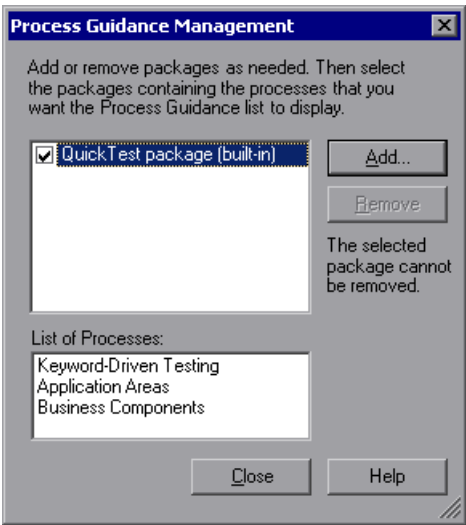 Process Guidance Management
Add or remove packages as needed. Then select
the packages containing the processes that you
want the Process Guidance list to display.
QuickTest package (built-in)
Add...
Remove
The selected
package cannot
be removed.
List of Processes:
Keyword-Driven Testing
Application Areas
Business Components
Close
Help